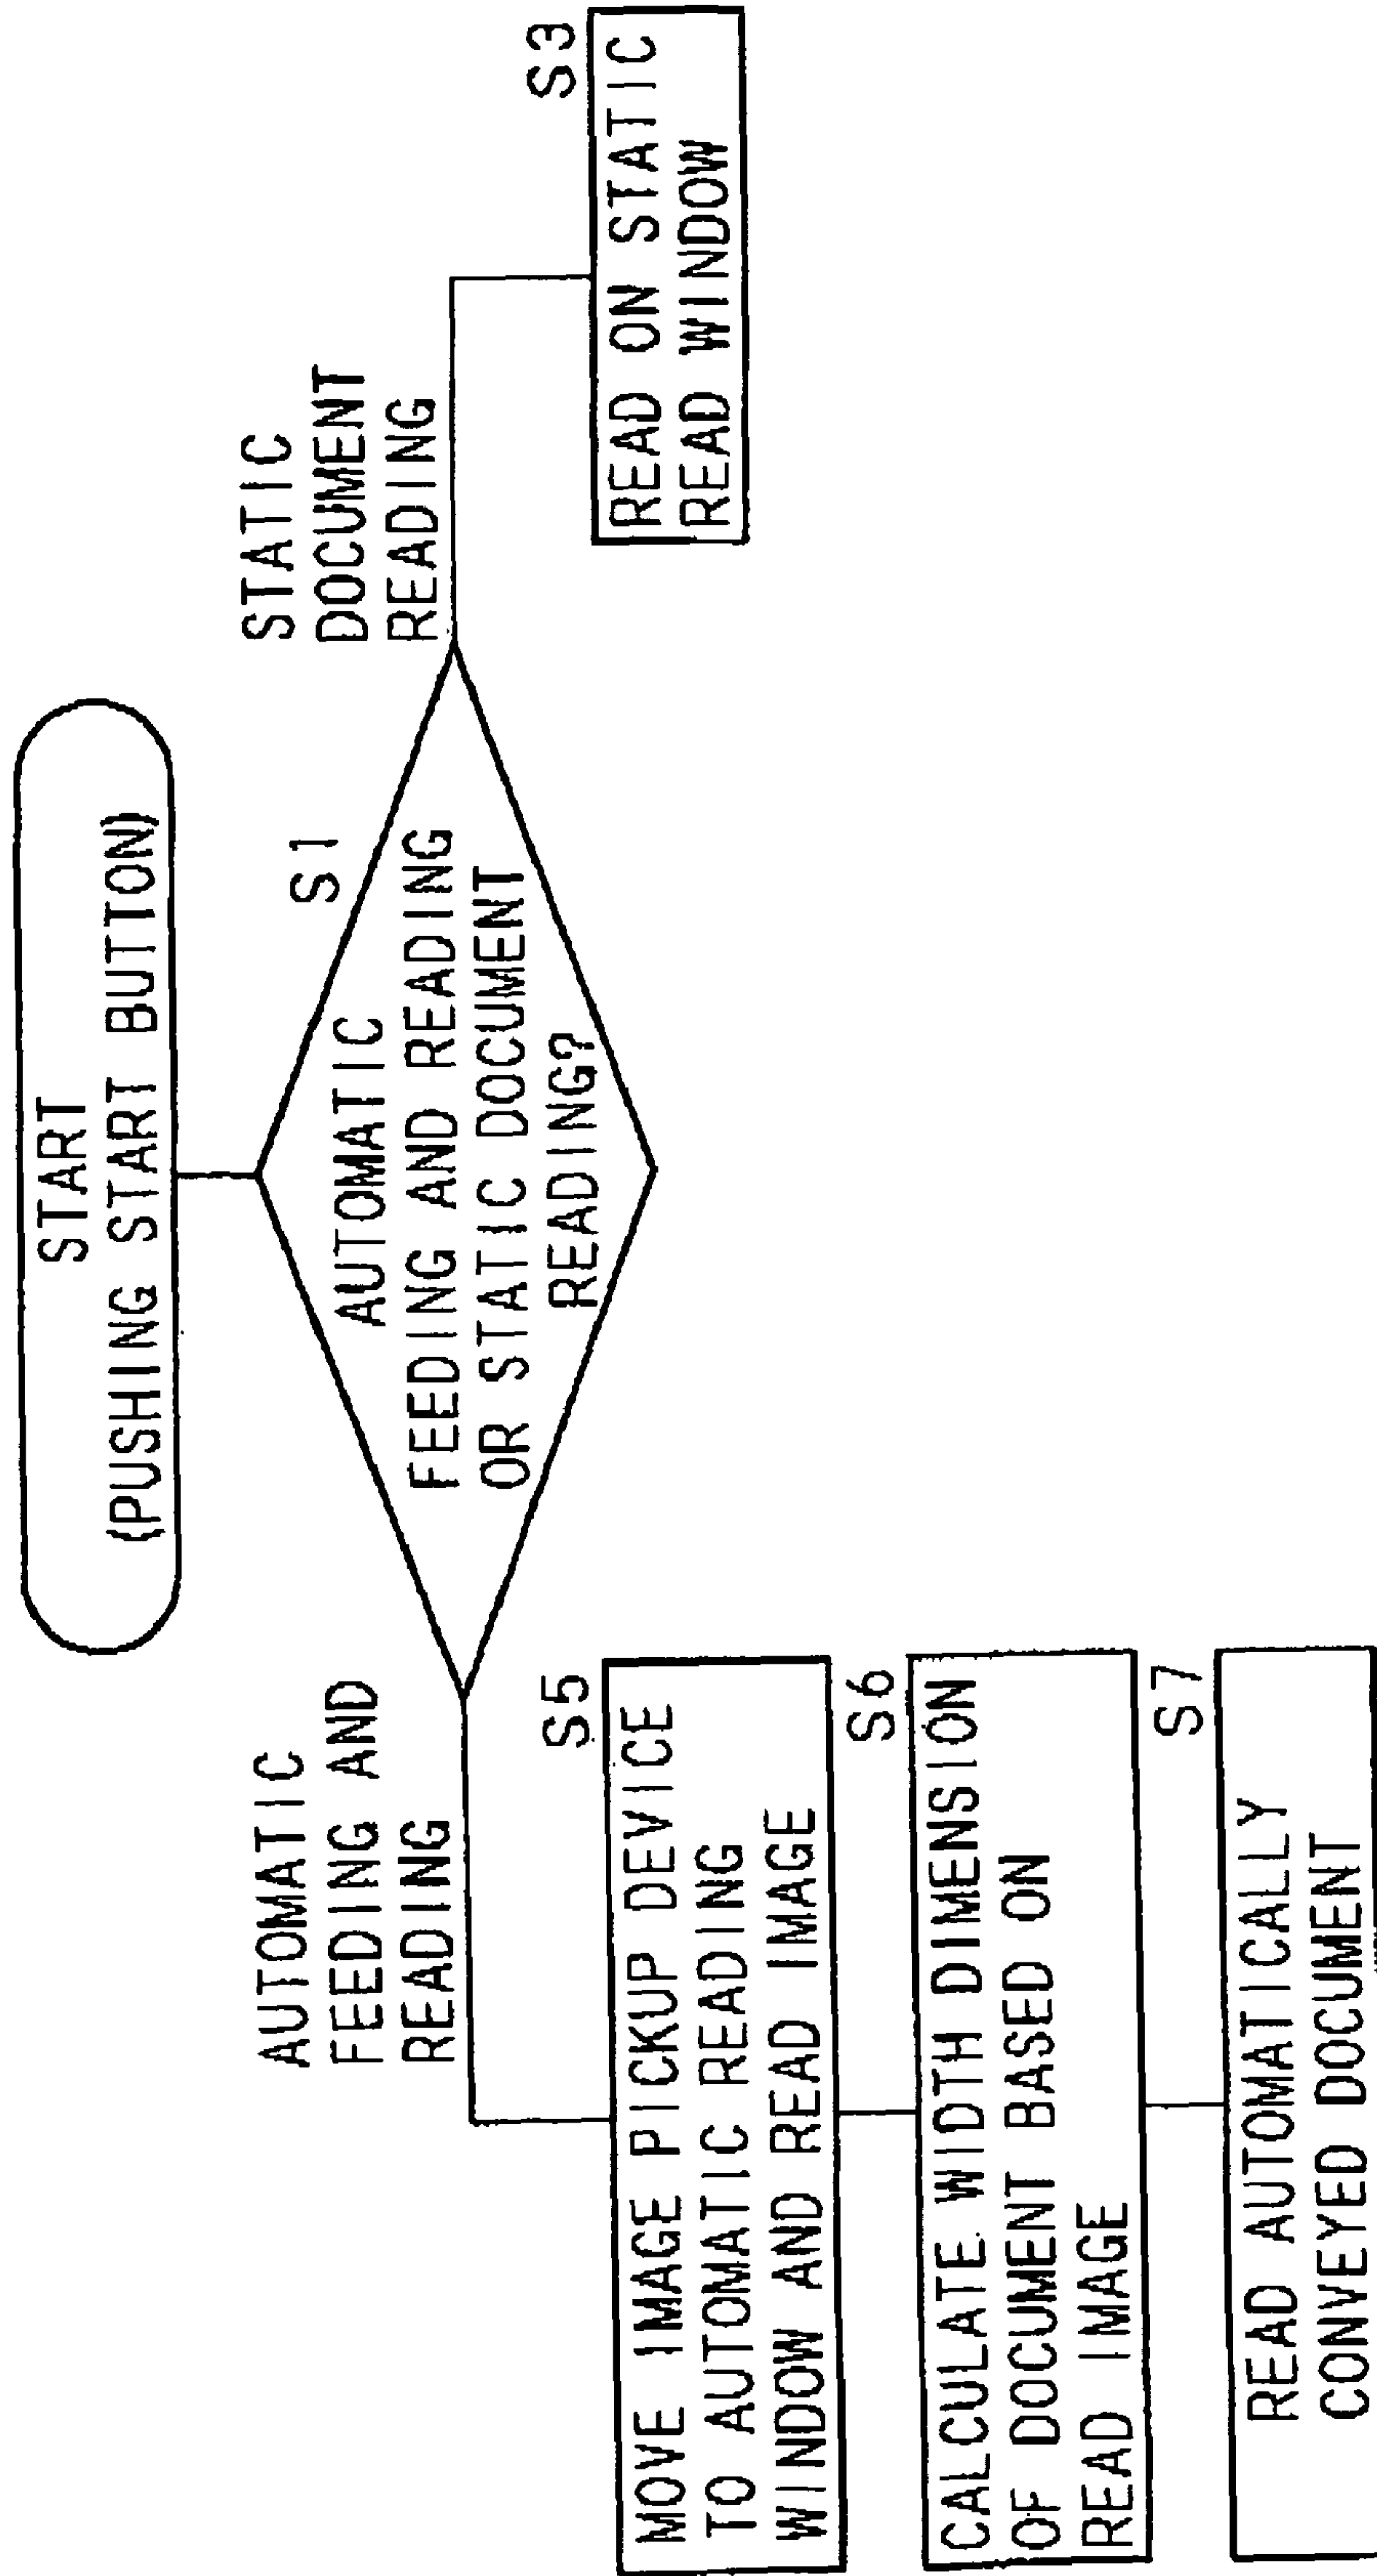 START
(PUSHING START BUTTON)
S1
AUTOMATIC
FEEDING AND READING
OR STATIC DOCUMENT
READING?
AUTOMATIC
FEEDING AND
READING
STATIC
DOCUMENT
READING
S5
MOVE IMAGE PICKUP DEVICE
TO AUTOMATIC READING
WINDOW AND READ IMAGE
S6
CALCULATE WIDTH DIMENSION
OF DOCUMENT BASED ON
READ IMAGE
S7
READ AUTOMATICALLY
CONVEYED DOCUMENT
S3
READ ON STATIC
READ WINDOW